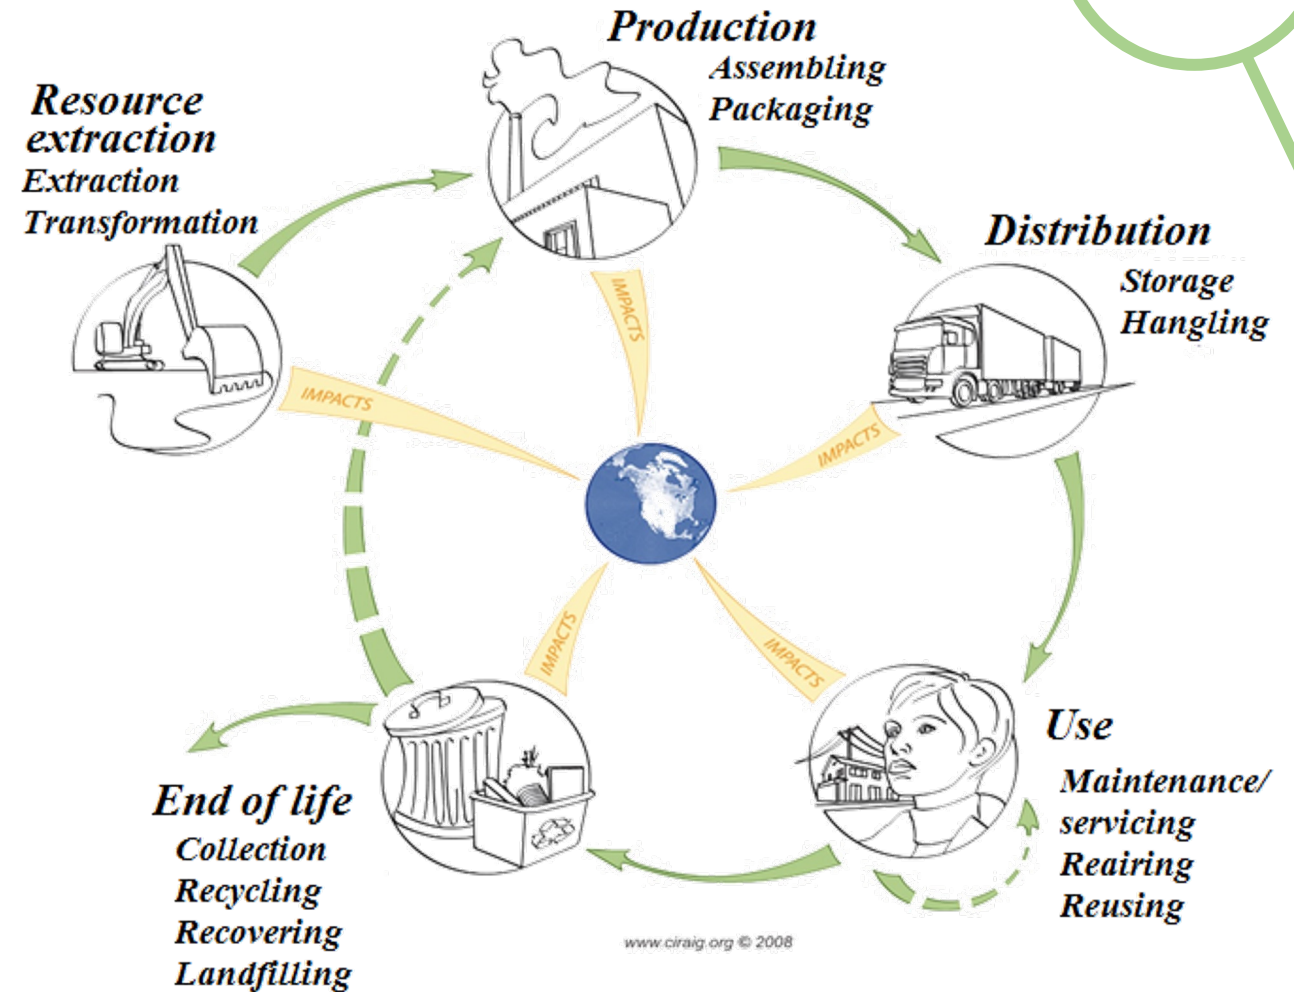 Production
Assembling
Packaging
Resource
extraction
Extraction
Transformation
Distribution
Storage
Hangling
IMPACTS
IMPACTS
IMPACTS
IMPACTS
IMPACTS
Use
Maintenance/
servicing
Reairing
Reusing
End of life
Collection
Recycling
Recovering
Landfilling
www.ciraig.org © 2008